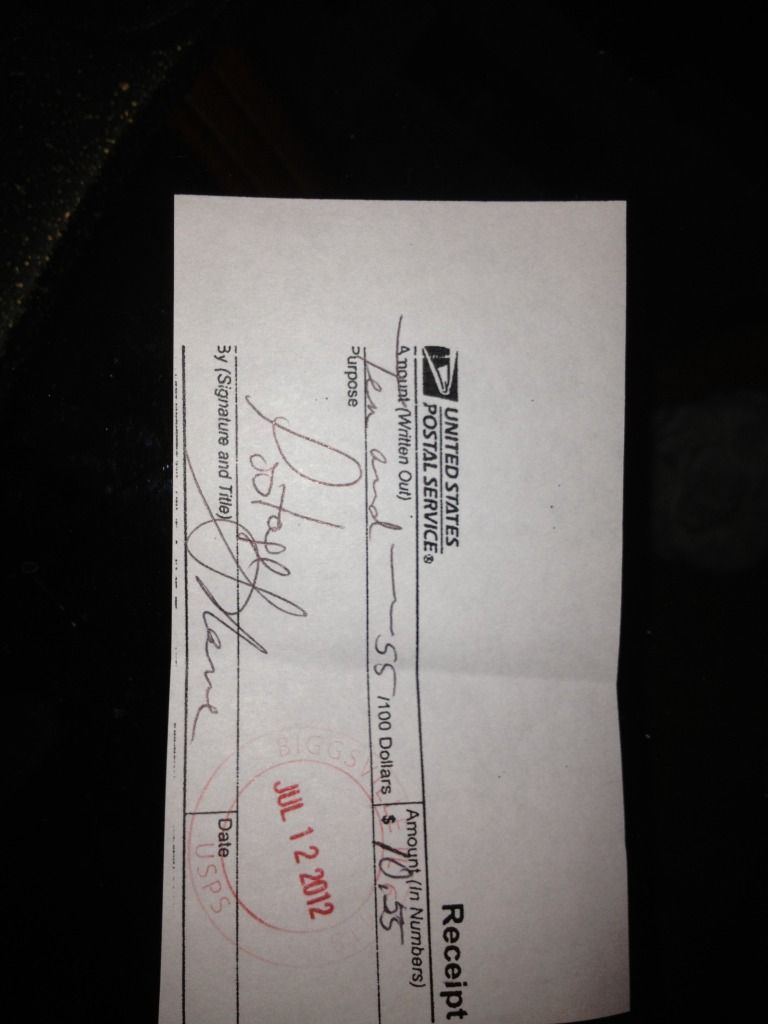 UNITED STATES
POSTAL SERVICE® Receipt
Amount (Written Out) Amount (In Numbers)
Ten and 55 /100 Dollars $ 10.55
Purpose
Postage
By (Signature and Title) Date
BIGGSV
JUL 12 2012
USPS